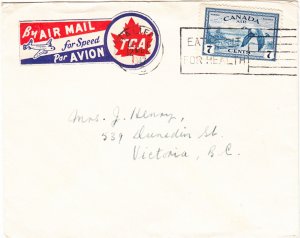 By AIR MAIL
for Speed
Par AVION
TCA
CANADA
AIR
7 CENTS 7
EAT
FOR HEALTH
Mrs. J. Henry,
339 Dunedin St.
Victoria, B.C.